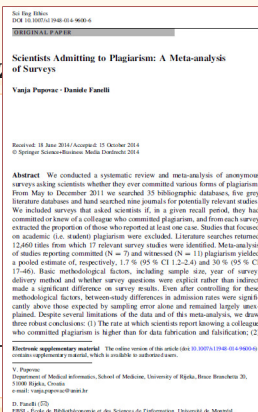 Sci Eng Ethics
DOI 10.1007/s11948-014-9600-6
ORIGINAL PAPER
Scientists Admitting to Plagiarism: A Meta-analysis
of Surveys
Vanja Pupovac · Daniele Fanelli
Received: 18 June 2014 / Accepted: 15 October 2014
© Springer Science+Business Media Dordrecht 2014
Abstract We conducted a systematic review and meta-analysis of anonymous
surveys asking scientists whether they ever committed various forms of plagiarism.
From May to December 2011 we searched 35 bibliographic databases, five grey
literature databases and hand searched nine journals for potentially relevant studies.
We included surveys that asked scientists if, in a given recall period, they had
committed or knew of a colleague who committed plagiarism, and from each survey
extracted the proportion of those who reported at least one case. Studies that focused
on academic (i.e. student) plagiarism were excluded. Literature searches returned
12,460 titles from which 17 relevant survey studies were identified. Meta-analysis
of studies reporting committed (N = 7) and witnessed (N = 11) plagiarism yielded
a pooled estimate of, respectively, 1.7 % (95 % CI 1.2–2.4) and 30 % (95 % CI
17–46). Basic methodological factors, including sample size, year of survey,
delivery method and whether survey questions were explicit rather than indirect
made a significant difference on survey results. Even after controlling for these
methodological factors, between-study differences in admission rates were signifi-
cantly above those expected by sampling error alone and remained largely unex-
plained. Despite several limitations of the data and of this meta-analysis, we draw
three robust conclusions: (1) The rate at which scientists report knowing a colleague
who committed plagiarism is higher than for data fabrication and falsification; (2)
Electronic supplementary material The online version of this article (doi:10.1007/s11948-014-9600-6)
contains supplementary material, which is available to authorized users.
V. Pupovac
Department of Medical informatics, School of Medicine, University of Rijeka, Brace Branchetta 20,
51000 Rijeka, Croatia
e-mail: vanja.pupovac@uniri.hr
D. Fanelli (✉)
EBSI - École de Bibliothéconomie et des Sciences de l'Information, Université de Montréal